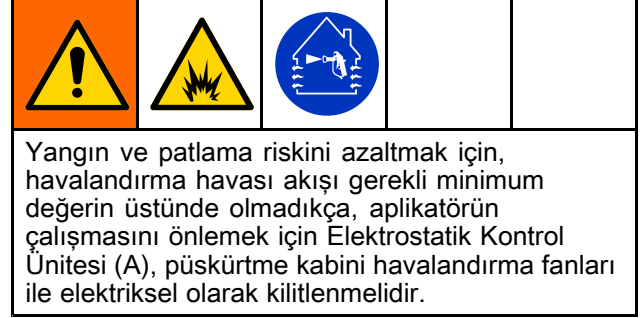 Yangın ve patlama riskini azaltmak için,
havalandırma havası akışı gerekli minimum
değerin üstünde olmadıkça, aplikatörün
çalışmasını önlemek için Elektrostatik Kontrol
Ünitesi (A), püskürtme kabini havalandırma fanları
ile elektriksel olarak kilitlenmelidir.